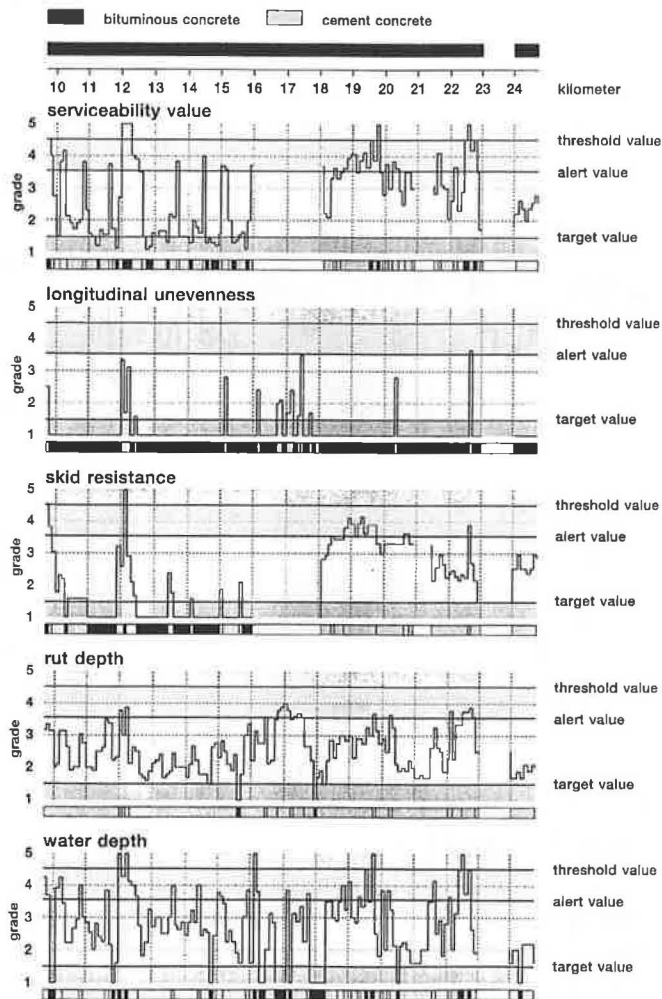 bituminous concrete cement concrete
10 11 12 13 14 15 16 17 18 19 20 21 22 23 24 kilometer
serviceability value
5
threshold value
4
alert value
grade
3
2
target value
1
longitudinal unevenness
5
threshold value
4
alert value
grade
3
2
target value
1
skid resistance
5
threshold value
4
alert value
grade
3
2
target value
1
rut depth
5
threshold value
4
alert value
grade
3
2
target value
1
water depth
5
threshold value
4
alert value
grade
3
2
target value
1